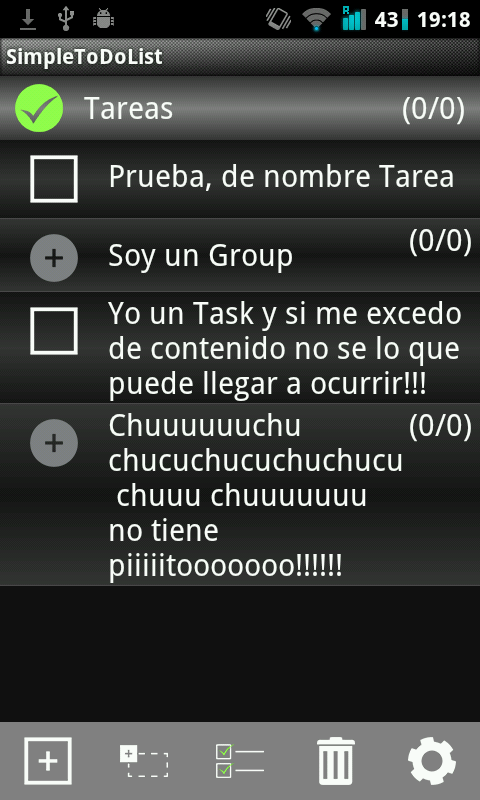 R 43 19:18
SimpleToDoList
Tareas (0/0)
Prueba, de nombre Tarea
Soy un Group (0/0)
Yo un Task y si me excedo
de contenido no se lo que
puede llegar a ocurrir!!!
Chuuuuuuchu (0/0)
chucuchucuchuchucu
chuuu chuuuuuuu
no tiene
piiiiitooooooo!!!!!!